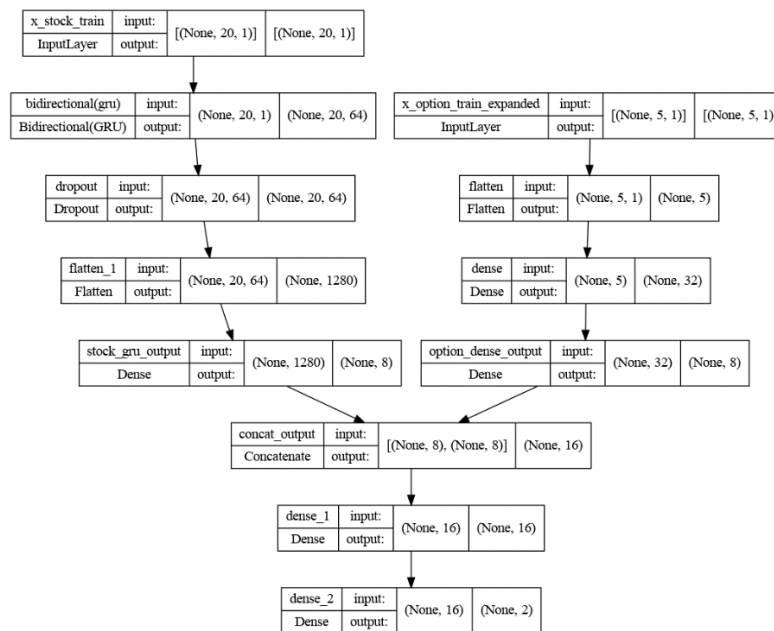 x_stock_train input: [(None, 20, 1)] [(None, 20, 1)]
InputLayer output:
bidirectional(gru) input: (None, 20, 1) (None, 20, 64)
Bidirectional(GRU) output:
x_option_train_expanded input: [(None, 5, 1)] [(None, 5, 1)]
InputLayer output:
dropout input: (None, 20, 64) (None, 20, 64)
Dropout output:
flatten input: (None, 5, 1) (None, 5)
Flatten output:
flatten_1 input: (None, 20, 64) (None, 1280)
Flatten output:
dense input: (None, 5) (None, 32)
Dense output:
stock_gru_output input: (None, 1280) (None, 8)
Dense output:
option_dense_output input: (None, 32) (None, 8)
Dense output:
concat_output input: [(None, 8), (None, 8)] (None, 16)
Concatenate output:
dense_1 input: (None, 16) (None, 16)
Dense output:
dense_2 input: (None, 16) (None, 2)
Dense output: